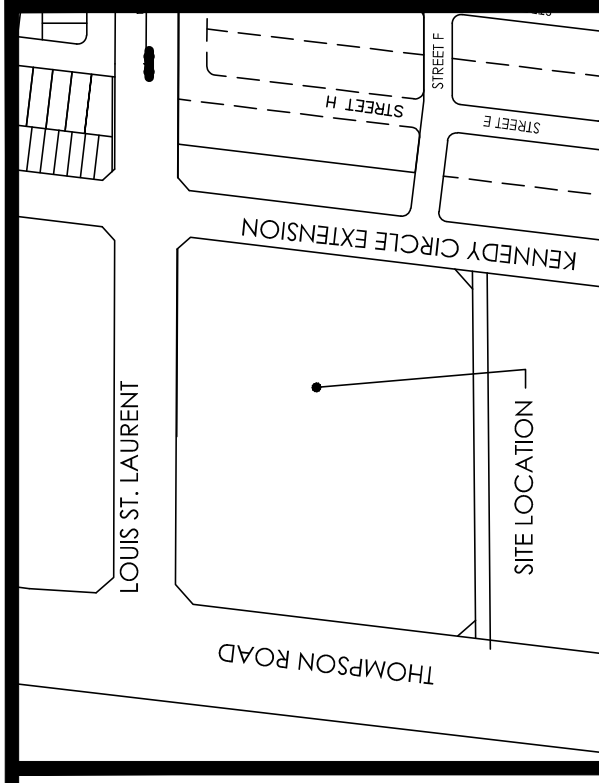 STREET F
STREET H
STREET E
KENNEDY CIRCLE EXTENSION
LOUIS ST. LAURENT
SITE LOCATION
THOMPSON ROAD